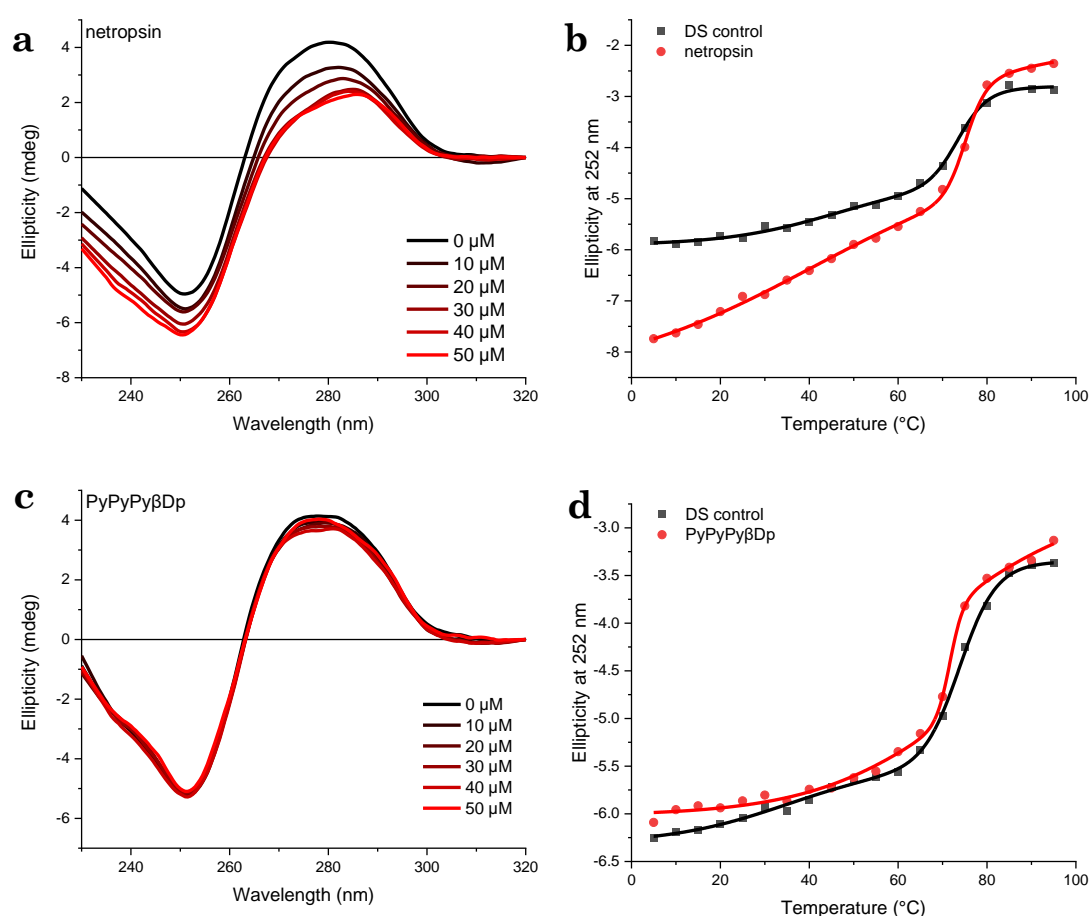 a
netropsin
4
2
0
-2
-4
-6
-8
240
260
280
300
320
Ellipticity (mdeg)
Wavelength (nm)
0 μM
10 μM
20 μM
30 μM
40 μM
50 μM
b
DS control
netropsin
-2
-3
-4
-5
-6
-7
-8
0
20
40
60
80
100
Ellipticity at 252 nm
Temperature (°C)
c
PyPyPyβDp
4
2
0
-2
-4
-6
240
260
280
300
320
Ellipticity (mdeg)
Wavelength (nm)
0 μM
10 μM
20 μM
30 μM
40 μM
50 μM
d
DS control
PyPyPyβDp
-3.0
-3.5
-4.0
-4.5
-5.0
-5.5
-6.0
-6.5
0
20
40
60
80
100
Ellipticity at 252 nm
Temperature (°C)